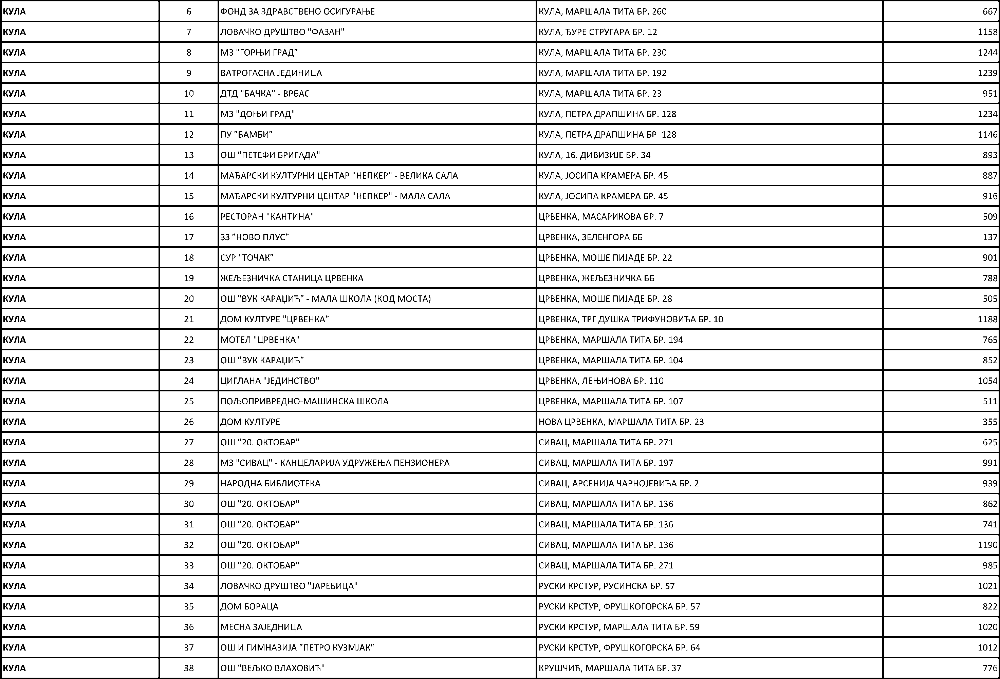 КУЛА 6 ФОНД ЗА ЗДРАВСТВЕНО ОСИГУРАЊЕ КУЛА, МАРШАЛА ТИТА БР. 260 667
КУЛА 7 ЛОВАЧКО ДРУШТВО "ФАЗАН" КУЛА, ЂУРЕ СТРУГАРА БР. 12 1158
КУЛА 8 МЗ "ГОРЊИ ГРАД" КУЛА, МАРШАЛА ТИТА БР. 230 1244
КУЛА 9 ВАТРОГАСНА ЈЕДИНИЦА КУЛА, МАРШАЛА ТИТА БР. 192 1239
КУЛА 10 ДТД "БАЧКА" - ВРБАС КУЛА, МАРШАЛА ТИТА БР. 23 951
КУЛА 11 МЗ "ДОЊИ ГРАД" КУЛА, ПЕТРА ДРАПШИНА БР. 128 1234
КУЛА 12 ПУ "БАМБИ" КУЛА, ПЕТРА ДРАПШИНА БР. 128 1146
КУЛА 13 ОШ "ПЕТЕФИ БРИГАДА" КУЛА, 16. ДИВИЗИЈЕ БР. 34 893
КУЛА 14 МАЂАРСКИ КУЛТУРНИ ЦЕНТАР "НЕПКЕР" - ВЕЛИКА САЛА КУЛА, ЈОСИПА КРАМЕРА БР. 45 887
КУЛА 15 МАЂАРСКИ КУЛТУРНИ ЦЕНТАР "НЕПКЕР" - МАЛА САЛА КУЛА, ЈОСИПА КРАМЕРА БР. 45 916
КУЛА 16 РЕСТОРАН "КАНТИНА" ЦРВЕНКА, МАСАРИКОВА БР. 7 509
КУЛА 17 ЗЗ "НОВО ПЛУС" ЦРВЕНКА, ЗЕЛЕНГОРА ББ 137
КУЛА 18 СУР "ТОЧАК" ЦРВЕНКА, МОШЕ ПИЈАДЕ БР. 22 901
КУЛА 19 ЖЕЉЕЗНИЧКА СТАНИЦА ЦРВЕНКА ЦРВЕНКА, ЖЕЉЕЗНИЧКА ББ 788
КУЛА 20 ОШ "ВУК КАРАЏИЋ" - МАЛА ШКОЛА (КОД МОСТА) ЦРВЕНКА, МОШЕ ПИЈАДЕ БР. 28 505
КУЛА 21 ДОМ КУЛТУРЕ "ЦРВЕНКА" ЦРВЕНКА, ТРГ ДУШКА ТРИФУНОВИЋА БР. 10 1188
КУЛА 22 МОТЕЛ "ЦРВЕНКА" ЦРВЕНКА, МАРШАЛА ТИТА БР. 194 765
КУЛА 23 ОШ "ВУК КАРАЏИЋ" ЦРВЕНКА, МАРШАЛА ТИТА БР. 104 852
КУЛА 24 ЦИГЛАНА "ЈЕДИНСТВО" ЦРВЕНКА, ЛЕЊИНОВА БР. 110 1054
КУЛА 25 ПОЉОПРИВРЕДНО-МАШИНСКА ШКОЛА ЦРВЕНКА, МАРШАЛА ТИТА БР. 107 511
КУЛА 26 ДОМ КУЛТУРЕ НОВА ЦРВЕНКА, МАРШАЛА ТИТА БР. 23 355
КУЛА 27 ОШ "20. ОКТОБАР" СИВАЦ, МАРШАЛА ТИТА БР. 271 625
КУЛА 28 МЗ "СИВАЦ" - КАНЦЕЛАРИЈА УДРУЖЕЊА ПЕНЗИОНЕРА СИВАЦ, МАРШАЛА ТИТА БР. 197 991
КУЛА 29 НАРОДНА БИБЛИОТЕКА СИВАЦ, АРСЕНИЈА ЧАРНОЈЕВИЋА БР. 2 939
КУЛА 30 ОШ "20. ОКТОБАР" СИВАЦ, МАРШАЛА ТИТА БР. 136 862
КУЛА 31 ОШ "20. ОКТОБАР" СИВАЦ, МАРШАЛА ТИТА БР. 136 741
КУЛА 32 ОШ "20. ОКТОБАР" СИВАЦ, МАРШАЛА ТИТА БР. 136 1190
КУЛА 33 ОШ "20. ОКТОБАР" СИВАЦ, МАРШАЛА ТИТА БР. 271 985
КУЛА 34 ЛОВАЧКО ДРУШТВО "ЈАРЕБИЦА" РУСКИ КРСТУР, РУСИНСКА БР. 57 1021
КУЛА 35 ДОМ БОРАЦА РУСКИ КРСТУР, ФРУШКОГОРСКА БР. 57 822
КУЛА 36 МЕСНА ЗАЈЕДНИЦА РУСКИ КРСТУР, МАРШАЛА ТИТА БР. 59 1020
КУЛА 37 ОШ И ГИМНАЗИЈА "ПЕТРО КУЗМЈАК" РУСКИ КРСТУР, ФРУШКОГОРСКА БР. 64 1012
КУЛА 38 ОШ "ВЕЉКО ВЛАХОВИЋ" КРУШЧИЋ, МАРШАЛА ТИТА БР. 37 776